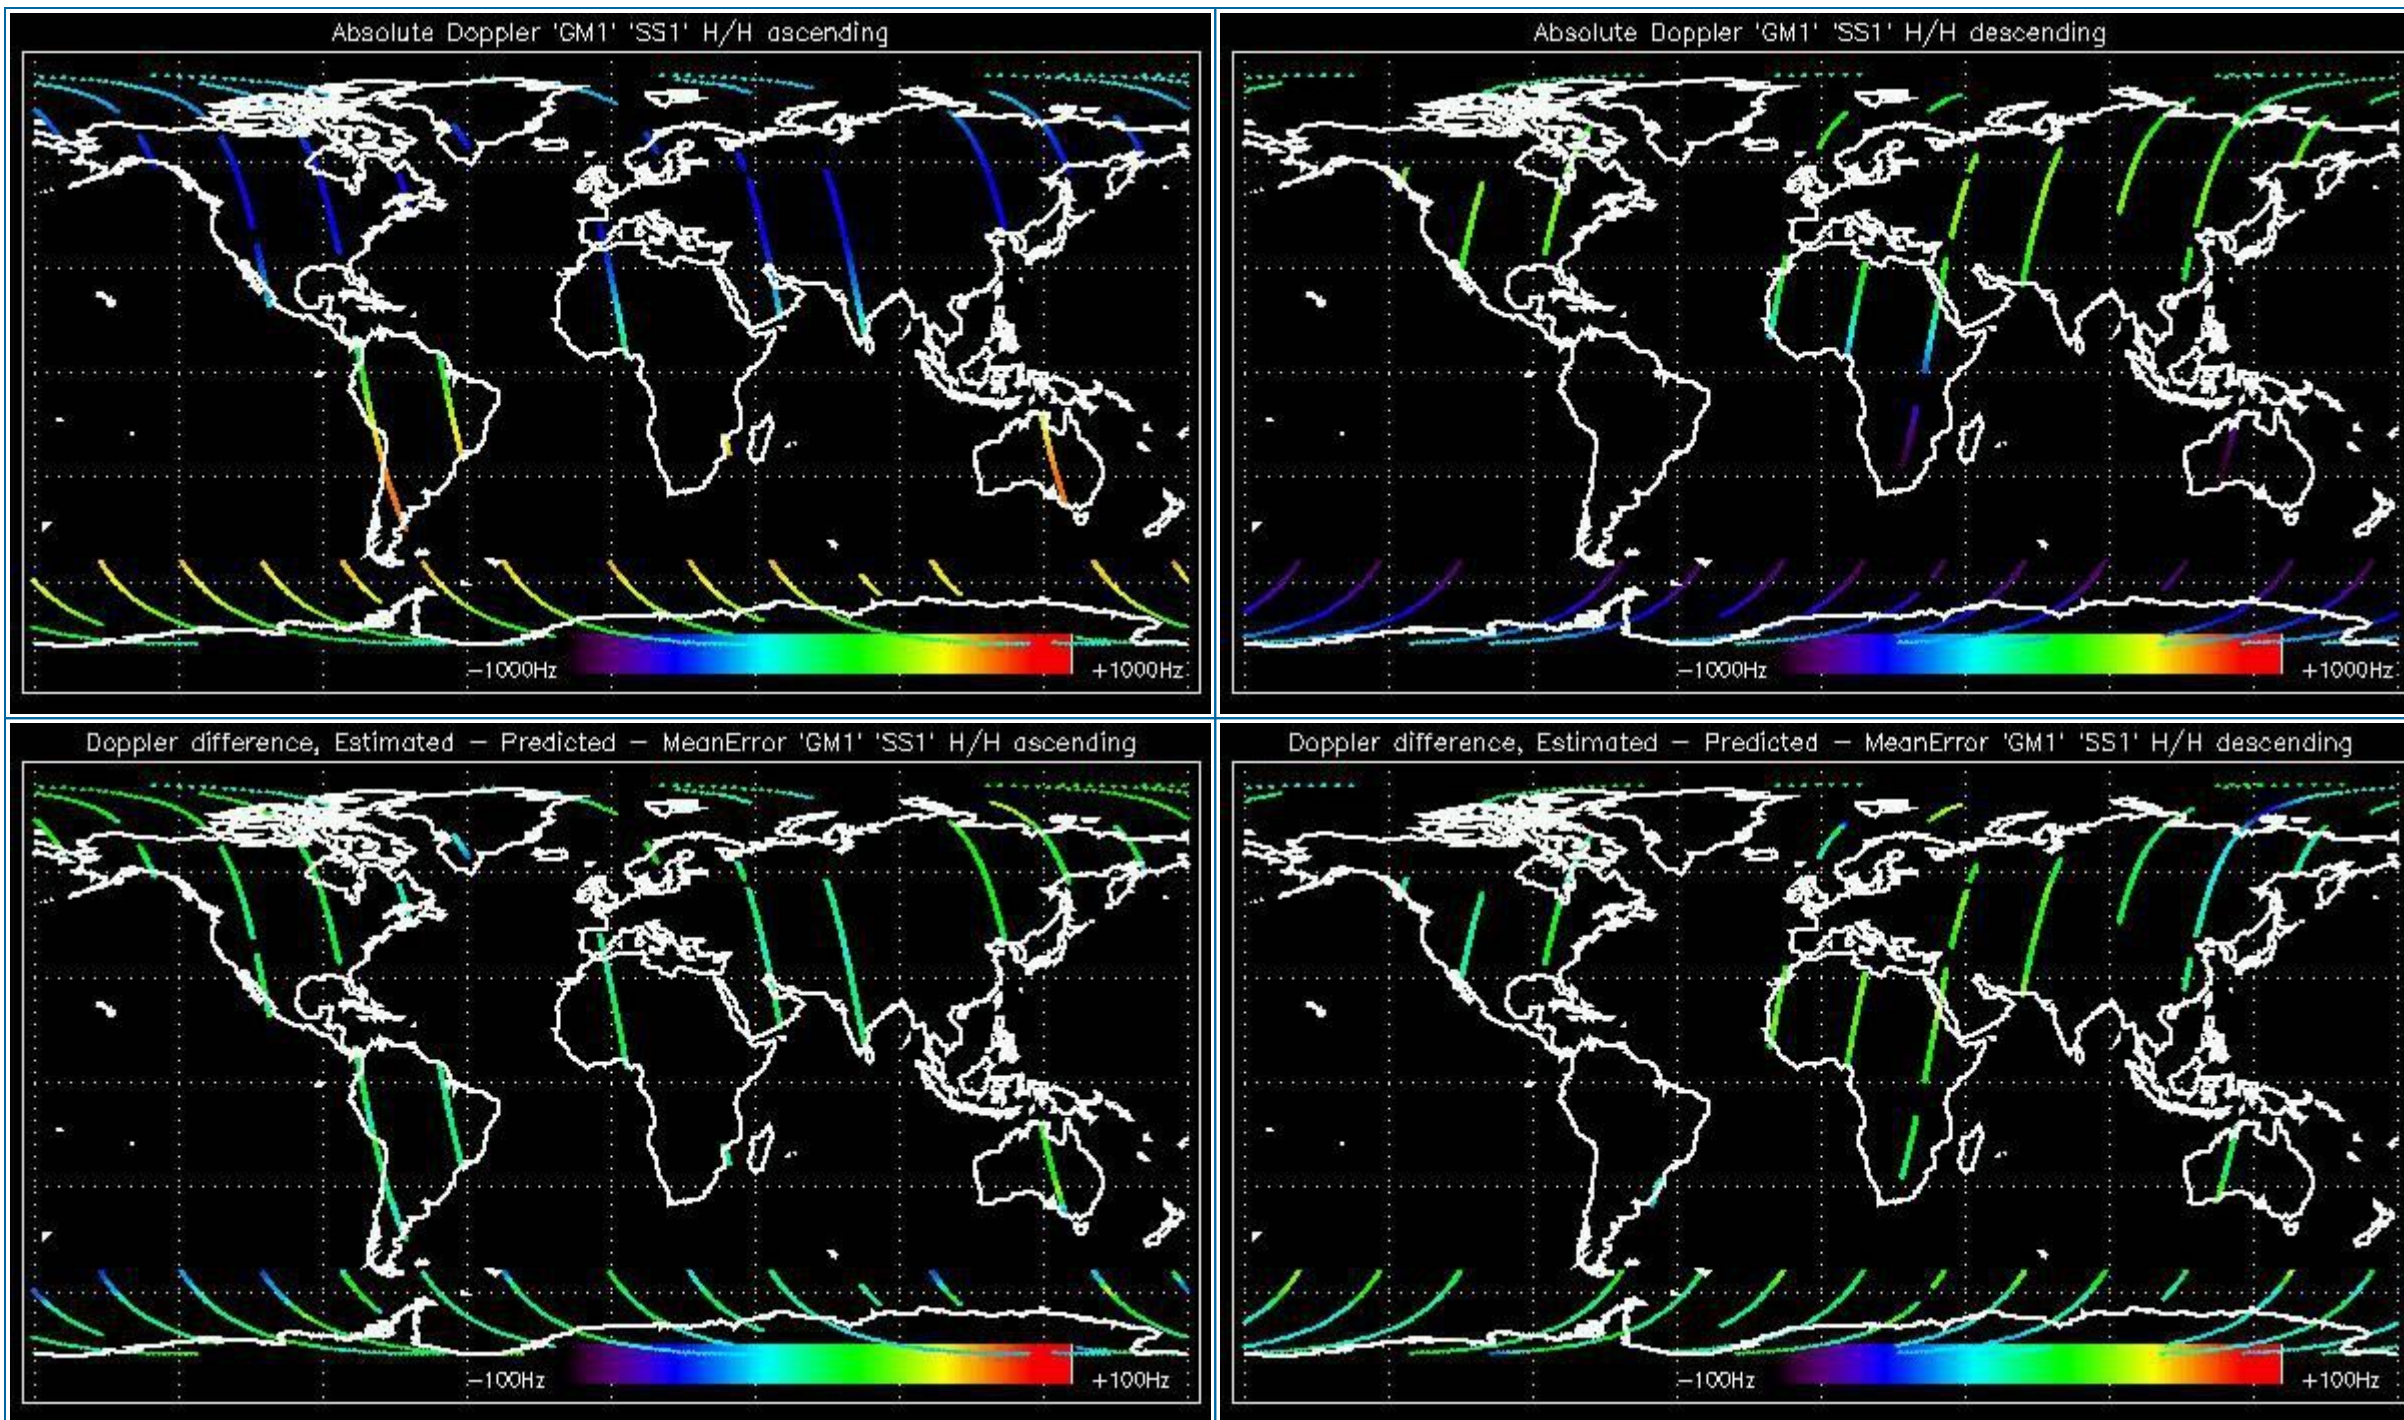 Absolute Doppler 'GM1' 'SS1' H/H ascending
-1000Hz
+1000Hz
Absolute Doppler 'GM1' 'SS1' H/H descending
-1000Hz
+1000Hz
Doppler difference, Estimated - Predicted - MeanError 'GM1' 'SS1' H/H ascending
-100Hz
+100Hz
Doppler difference, Estimated - Predicted - MeanError 'GM1' 'SS1' H/H descending
-100Hz
+100Hz